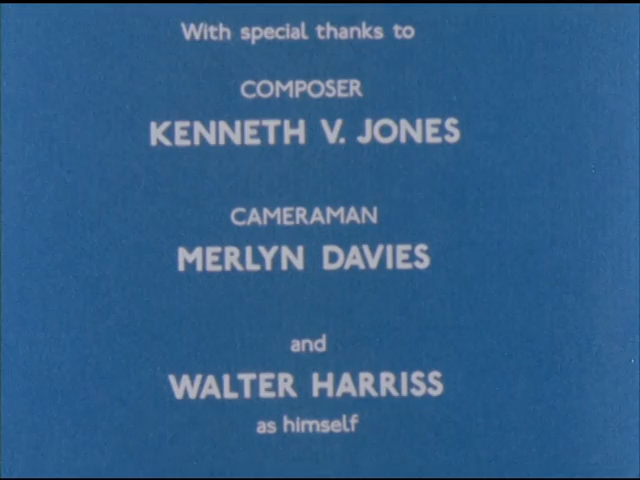 With special thanks to
COMPOSER
KENNETH V. JONES
CAMERAMAN
MERLYN DAVIES
and
WALTER HARRISS
as himself